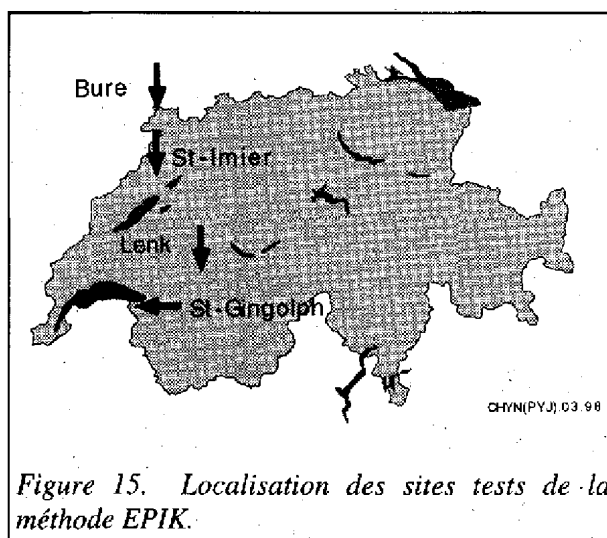 Bure
St-Imier
Lenk
St-Gingolph
CHYN(PYJ).03.98
Figure 15. Localisation des sites tests de la
méthode EPIK.